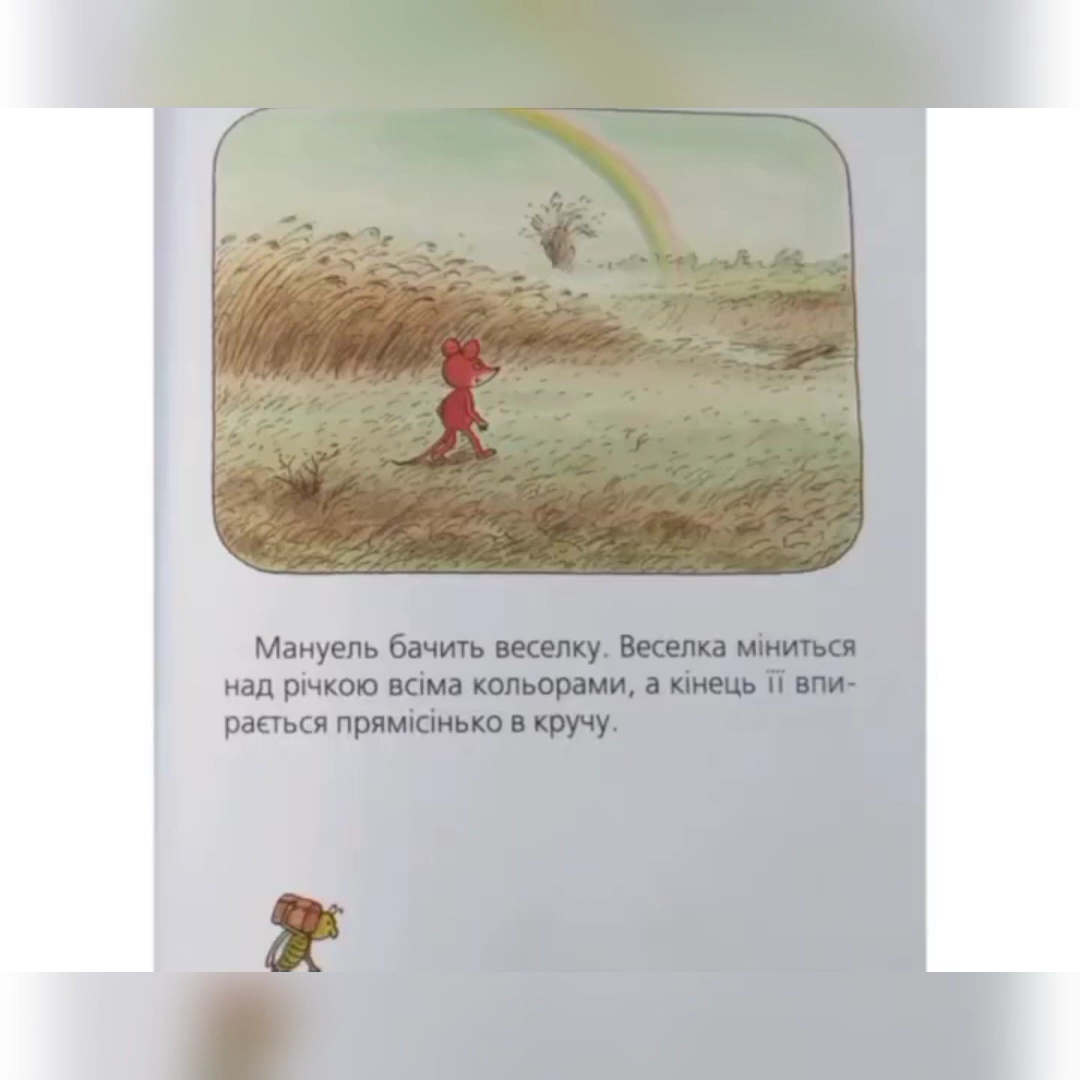 Мануель бачить веселку. Веселка міниться
над річкою всіма кольорами, а кінець її впи-
рається прямісінько в кручу.